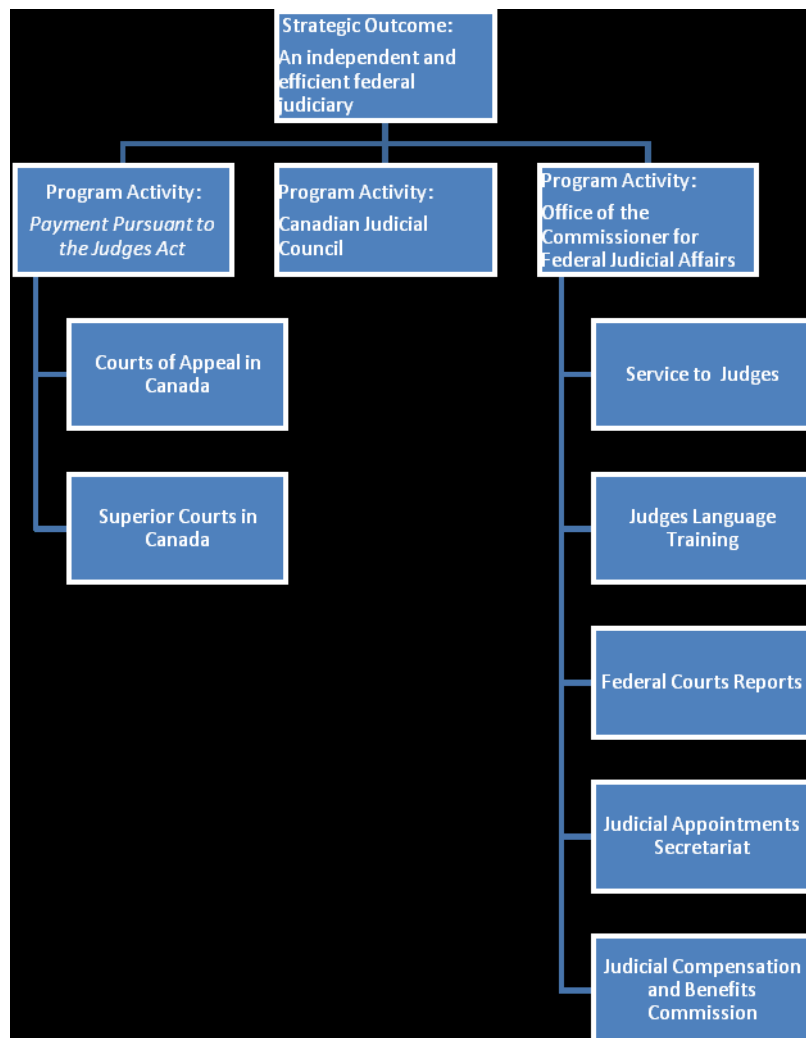 Strategic Outcome:
An independent and
efficient federal
judiciary
Program Activity:
Payment Pursuant to
the Judges Act
Program Activity:
Canadian Judicial
Council
Program Activity:
Office of the
Commissioner for
Federal Judicial Affairs
Courts of Appeal in
Canada
Superior Courts in
Canada
Service to Judges
Judges Language
Training
Federal Courts Reports
Judicial Appointments
Secretariat
Judicial Compensation
and Benefits
Commission